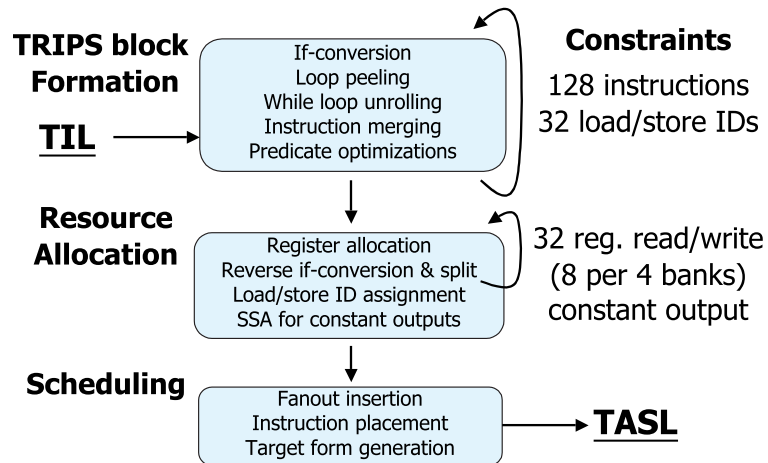 TRIPS block
Formation
TIL
If-conversion
Loop peeling
While loop unrolling
Instruction merging
Predicate optimizations
Constraints
128 instructions
32 load/store IDs
Resource
Allocation
Register allocation
Reverse if-conversion & split
Load/store ID assignment
SSA for constant outputs
32 reg. read/write
(8 per 4 banks)
constant output
Scheduling
Fanout insertion
Instruction placement
Target form generation
TASL